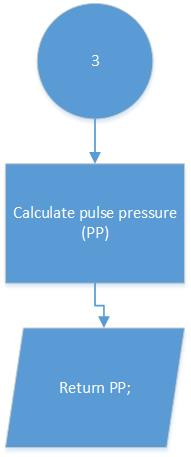 3
Calculate pulse pressure
(PP)
Return PP;